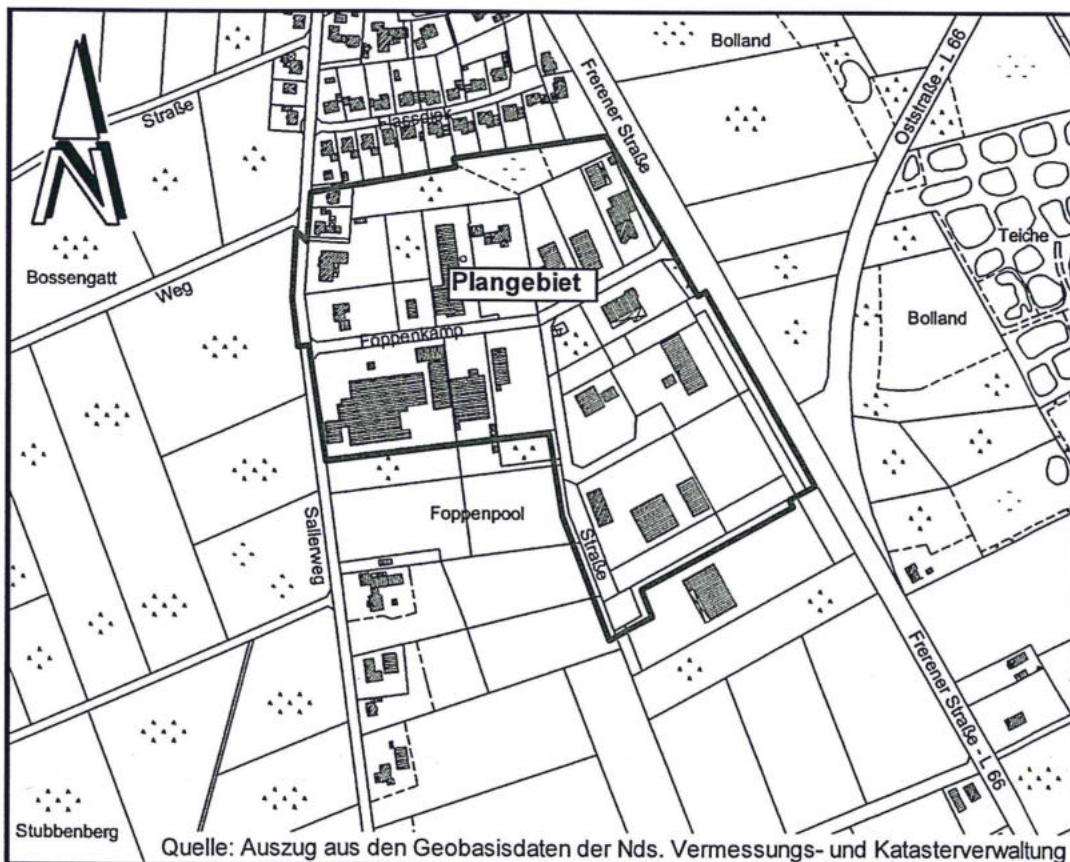 Bolland
Straße
Flassdiek
Frerener Straße
Oststraße - L 66
N
Teiche
Bossengatt
Weg
Plangebiet
Bolland
Foppenkamp
Foppenpool
Sallerweg
Straße
Frerener Straße - L 66
Stubbenberg
Quelle: Auszug aus den Geobasisdaten der Nds. Vermessungs- und Katasterverwaltung